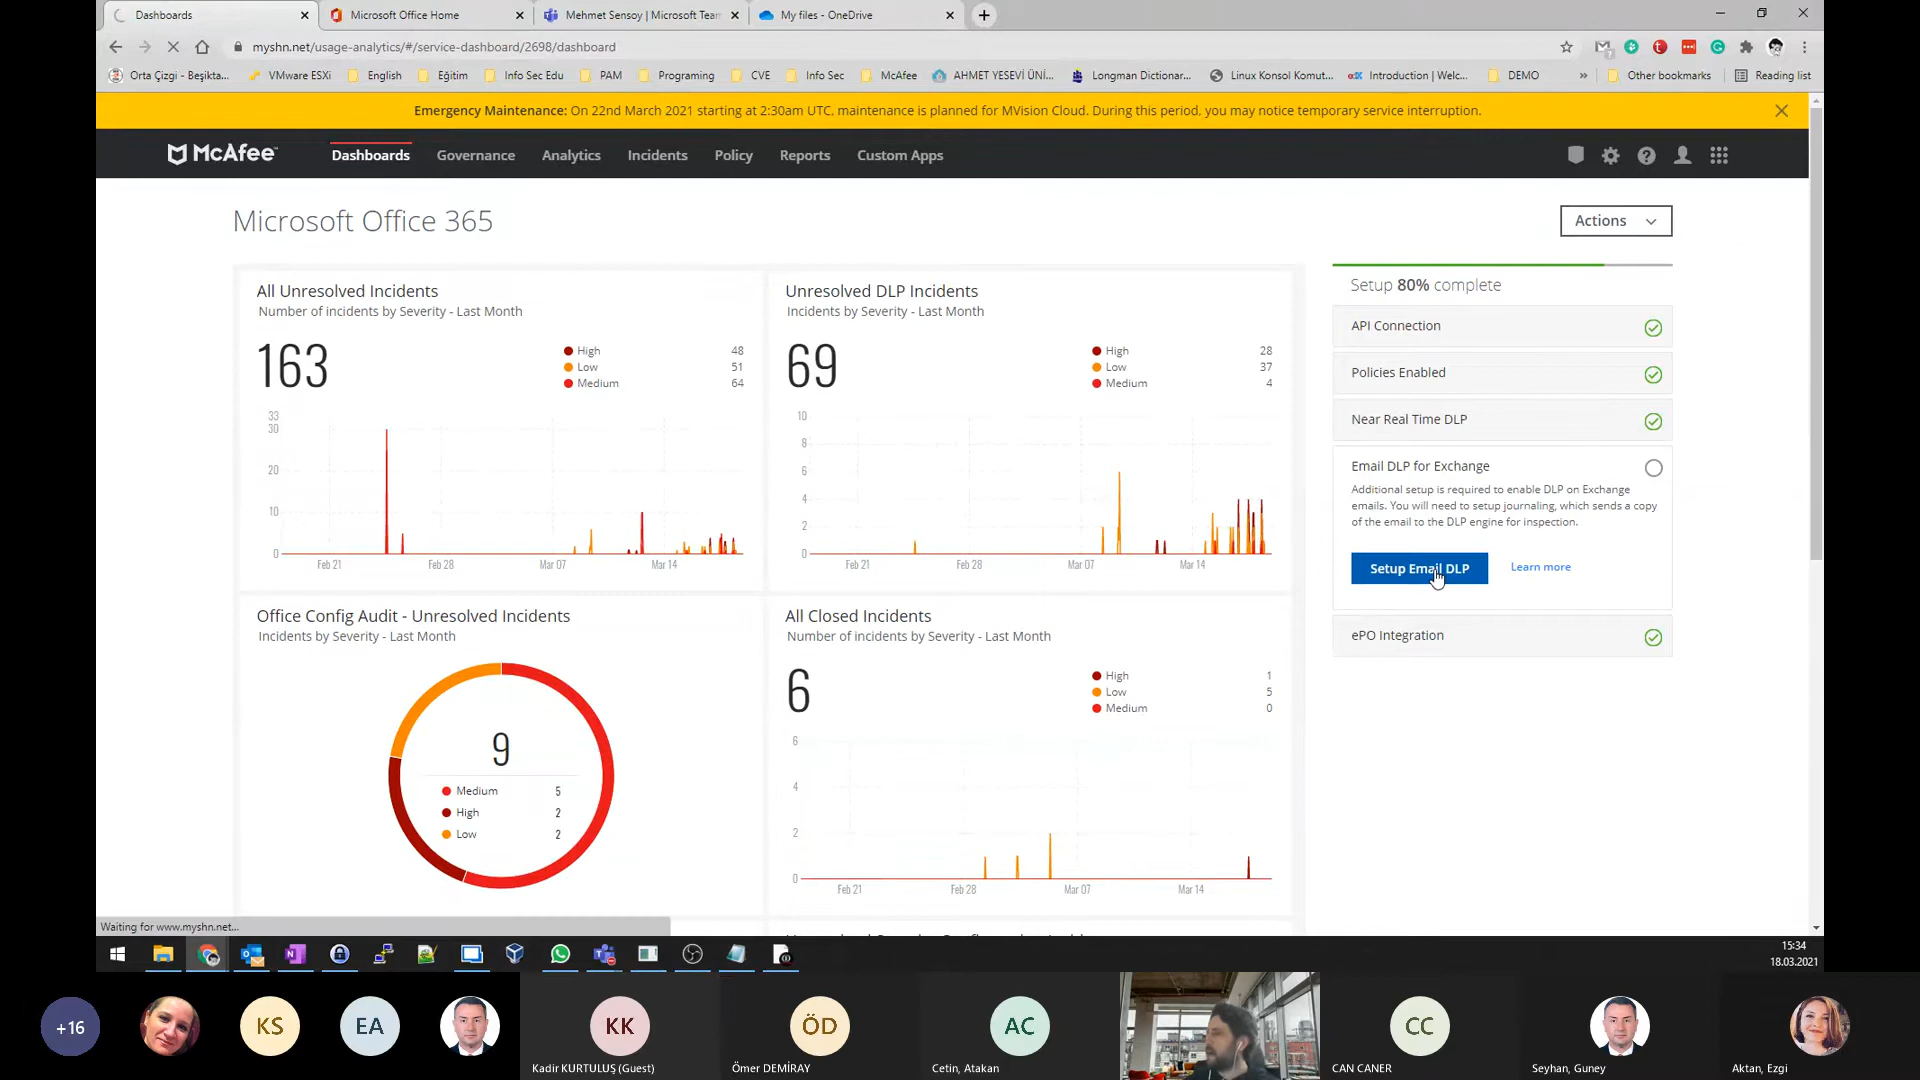 Dashboards
Microsoft Office Home
Mehmet Sensoy | Microsoft Team
My files - OneDrive
myshn.net/usage-analytics/#/service-dashboard/2698/dashboard
Orta Çizgi - Beşikta...
VMware ESXi
English
Eğitim
Info Sec Edu
PAM
Programing
CVE
Info Sec
McAfee
AHMET YESEVİ ÜNİ...
Longman Dictionar...
Linux Konsol Komut...
Introduction | Welc...
DEMO
»
Other bookmarks
Reading list
Emergency Maintenance: On 22nd March 2021 starting at 2:30am UTC, maintenance is planned for MVision Cloud. During this period, you may notice temporary service interruption.
McAfee
Dashboards
Governance
Analytics
Incidents
Policy
Reports
Custom Apps
Microsoft Office 365
Actions
All Unresolved Incidents
Number of incidents by Severity - Last Month
163
High 48
Low 51
Medium 64
33
30
20
10
0
Feb 21
Feb 28
Mar 07
Mar 14
Unresolved DLP Incidents
Incidents by Severity - Last Month
69
High 28
Low 37
Medium 4
10
8
6
4
2
0
Feb 21
Feb 28
Mar 07
Mar 14
Setup 80% complete
API Connection
Policies Enabled
Near Real Time DLP
Email DLP for Exchange
Additional setup is required to enable DLP on Exchange
emails. You will need to setup journaling, which sends a copy
of the email to the DLP engine for inspection.
Setup Email DLP
Learn more
ePO Integration
Office Config Audit - Unresolved Incidents
Incidents by Severity - Last Month
9
Medium 5
High 2
Low 2
All Closed Incidents
Number of incidents by Severity - Last Month
6
High 1
Low 5
Medium 0
6
4
2
0
Feb 21
Feb 28
Mar 07
Mar 14
Waiting for www.myshn.net...
15:34
18.03.2021
+16
KS
EA
KK
Kadir KURTULUŞ (Guest)
ÖD
Ömer DEMİRAY
AC
Cetin, Atakan
CC
CAN CANER
Seyhan, Guney
Aktan, Ezgi